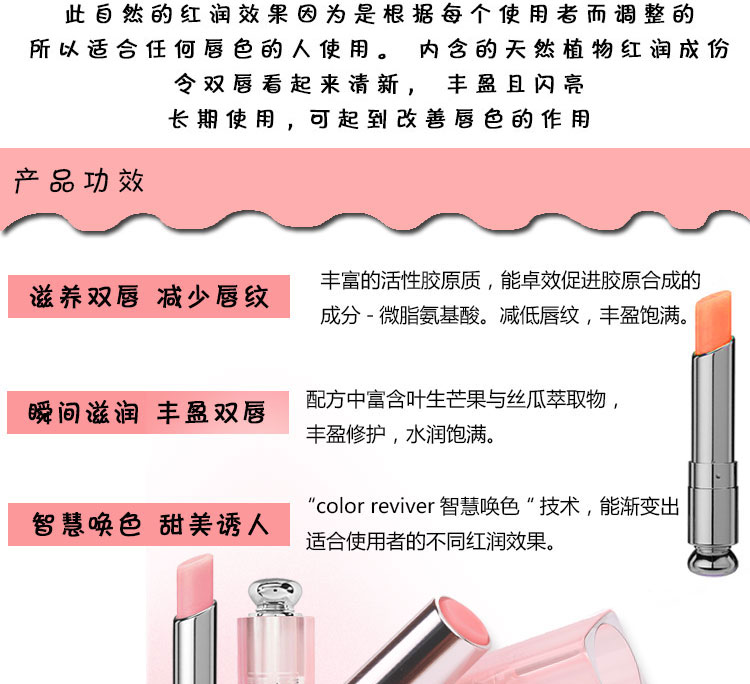 此自然的红润效果因为是根据每个使用者而调整的
所以适合任何唇色的人使用。 内含的天然植物红润成份
令双唇看起来清新， 丰盈且闪亮
长期使用，可起到改善唇色的作用
产品功效
滋养双唇 减少唇纹
丰富的活性胶原质，能卓效促进胶原合成的
成分－微脂氨基酸。减低唇纹，丰盈饱满。
瞬间滋润 丰盈双唇
配方中富含叶生芒果与丝瓜萃取物，
丰盈修护，水润饱满。
智慧唤色 甜美诱人
“color reviver 智慧唤色“ 技术，能渐变出
适合使用者的不同红润效果。